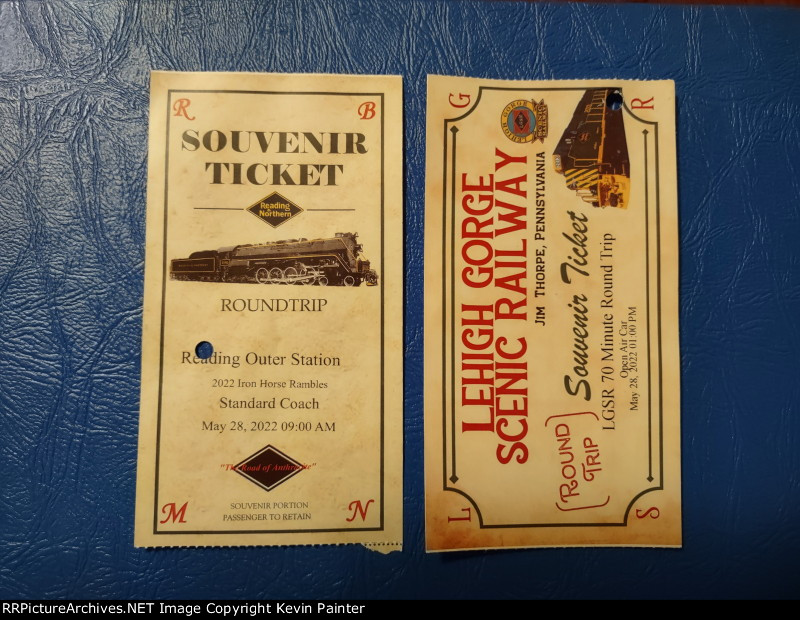 R B
SOUVENIR
TICKET
Reading
Northern
ROUNDTRIP
Reading Outer Station
2022 Iron Horse Rambles
Standard Coach
May 28, 2022 09:00 AM
"The Road of Anthracite"
SOUVENIR PORTION
PASSENGER TO RETAIN
M N
L G
LEHIGH GORGE
SCENIC RAILWAY
JIM THORPE, PENNSYLVANIA
LEHIGH GORGE
ROUND
TRIP
Souvenir Ticket
LGSR 70 Minute Round Trip
Open Air Car
May 28, 2022 01:00 PM
S R
RRPictureArchives.NET Image Copyright Kevin Painter